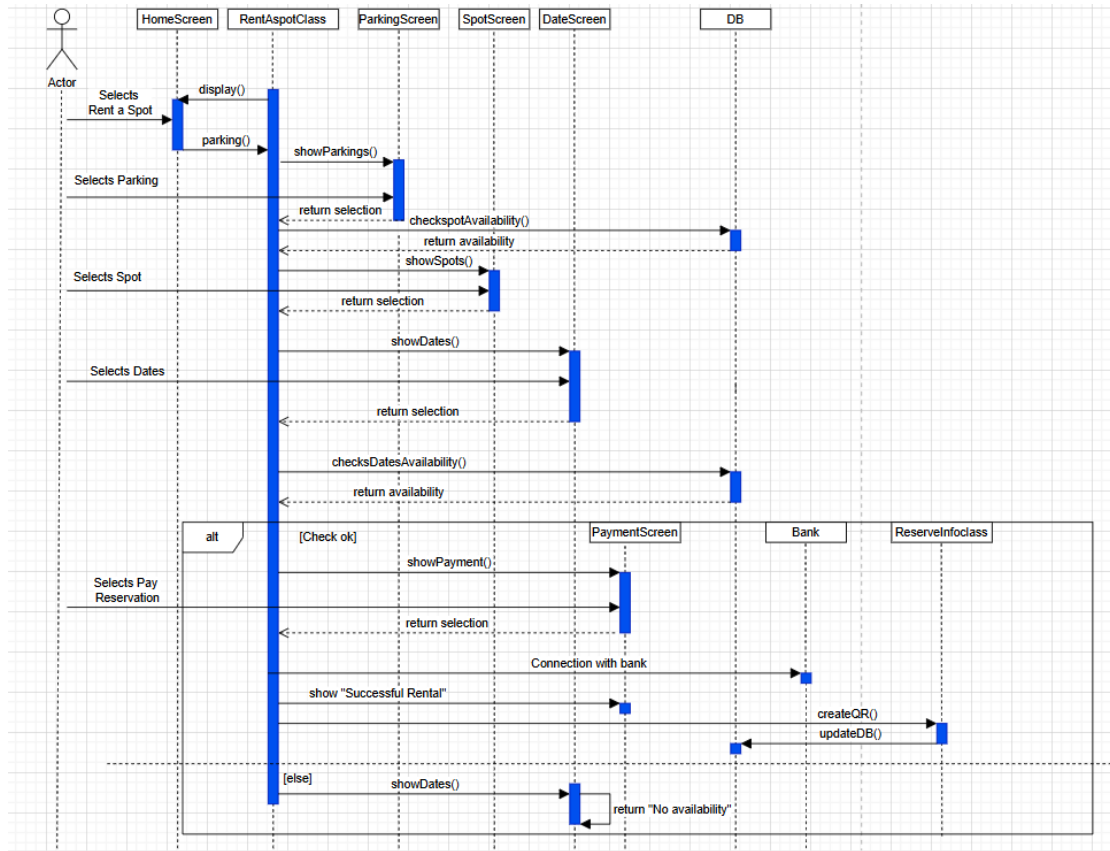 HomeScreen
RentAspotClass
ParkingScreen
SpotScreen
DateScreen
DB
Actor
display()
Selects
Rent a Spot
parking()
showParkings()
Selects Parking
return selection
checkspotAvailability()
return availability
showSpots()
Selects Spot
return selection
showDates()
Selects Dates
return selection
checksDatesAvailability()
return availability
alt
[Check ok]
PaymentScreen
Bank
ReserveInfoclass
showPayment()
Selects Pay
Reservation
return selection
Connection with bank
show "Successful Rental"
createQR()
updateDB()
[else]
showDates()
return "No availability"